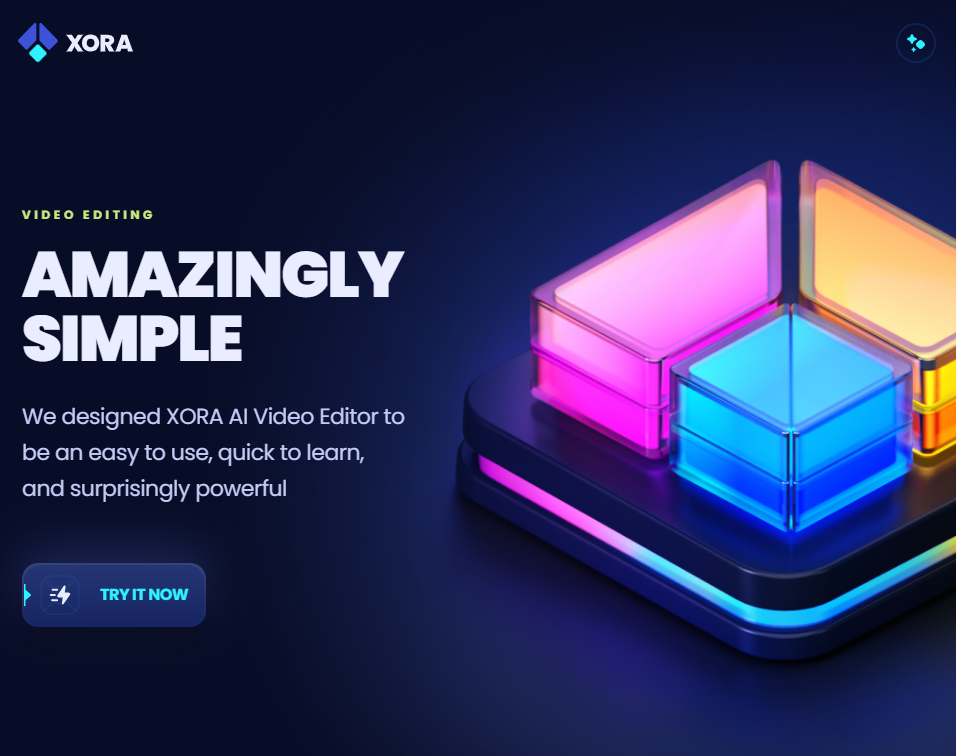 XORA
VIDEO EDITING
AMAZINGLY
SIMPLE
We designed XORA AI Video Editor to
be an easy to use, quick to learn,
and surprisingly powerful
TRY IT NOW